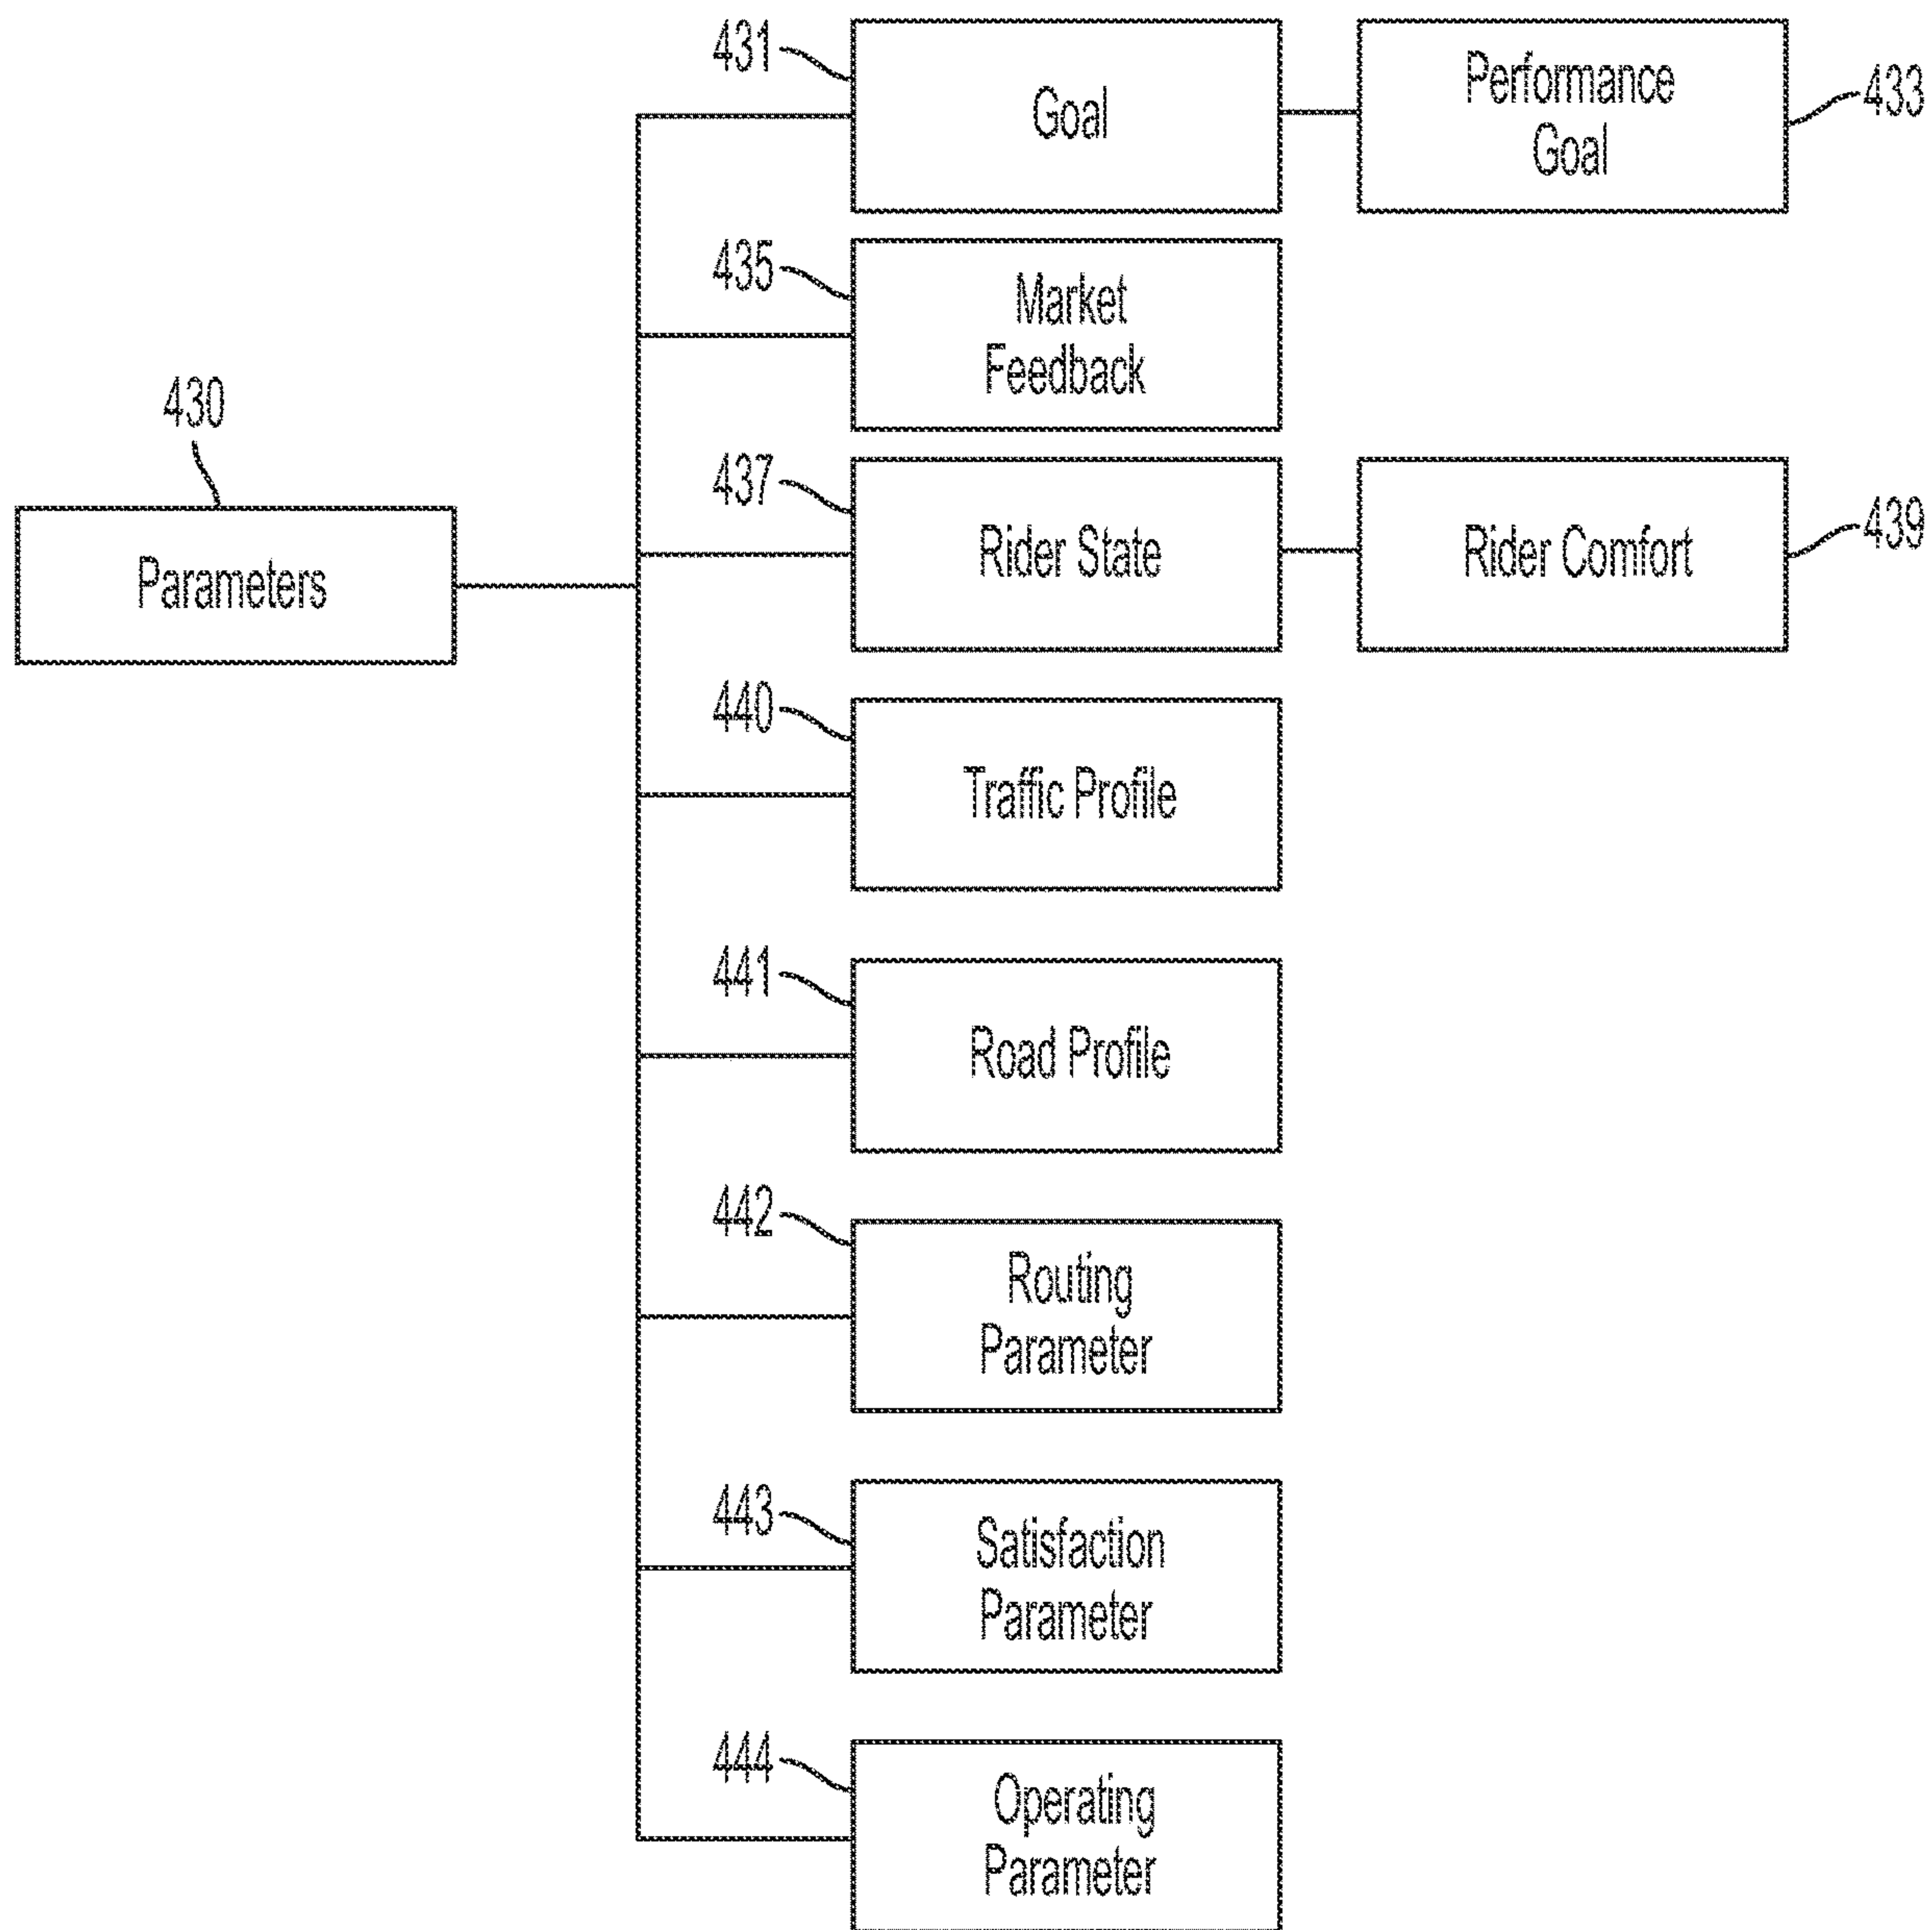 431
Goal
Performance
Goal
433
435
Market
Feedback
430
Parameters
437
Rider State
Rider Comfort
439
440
Traffic Profile
441
Road Profile
442
Routing
Parameter
443
Satisfaction
Parameter
444
Operating
Parameter